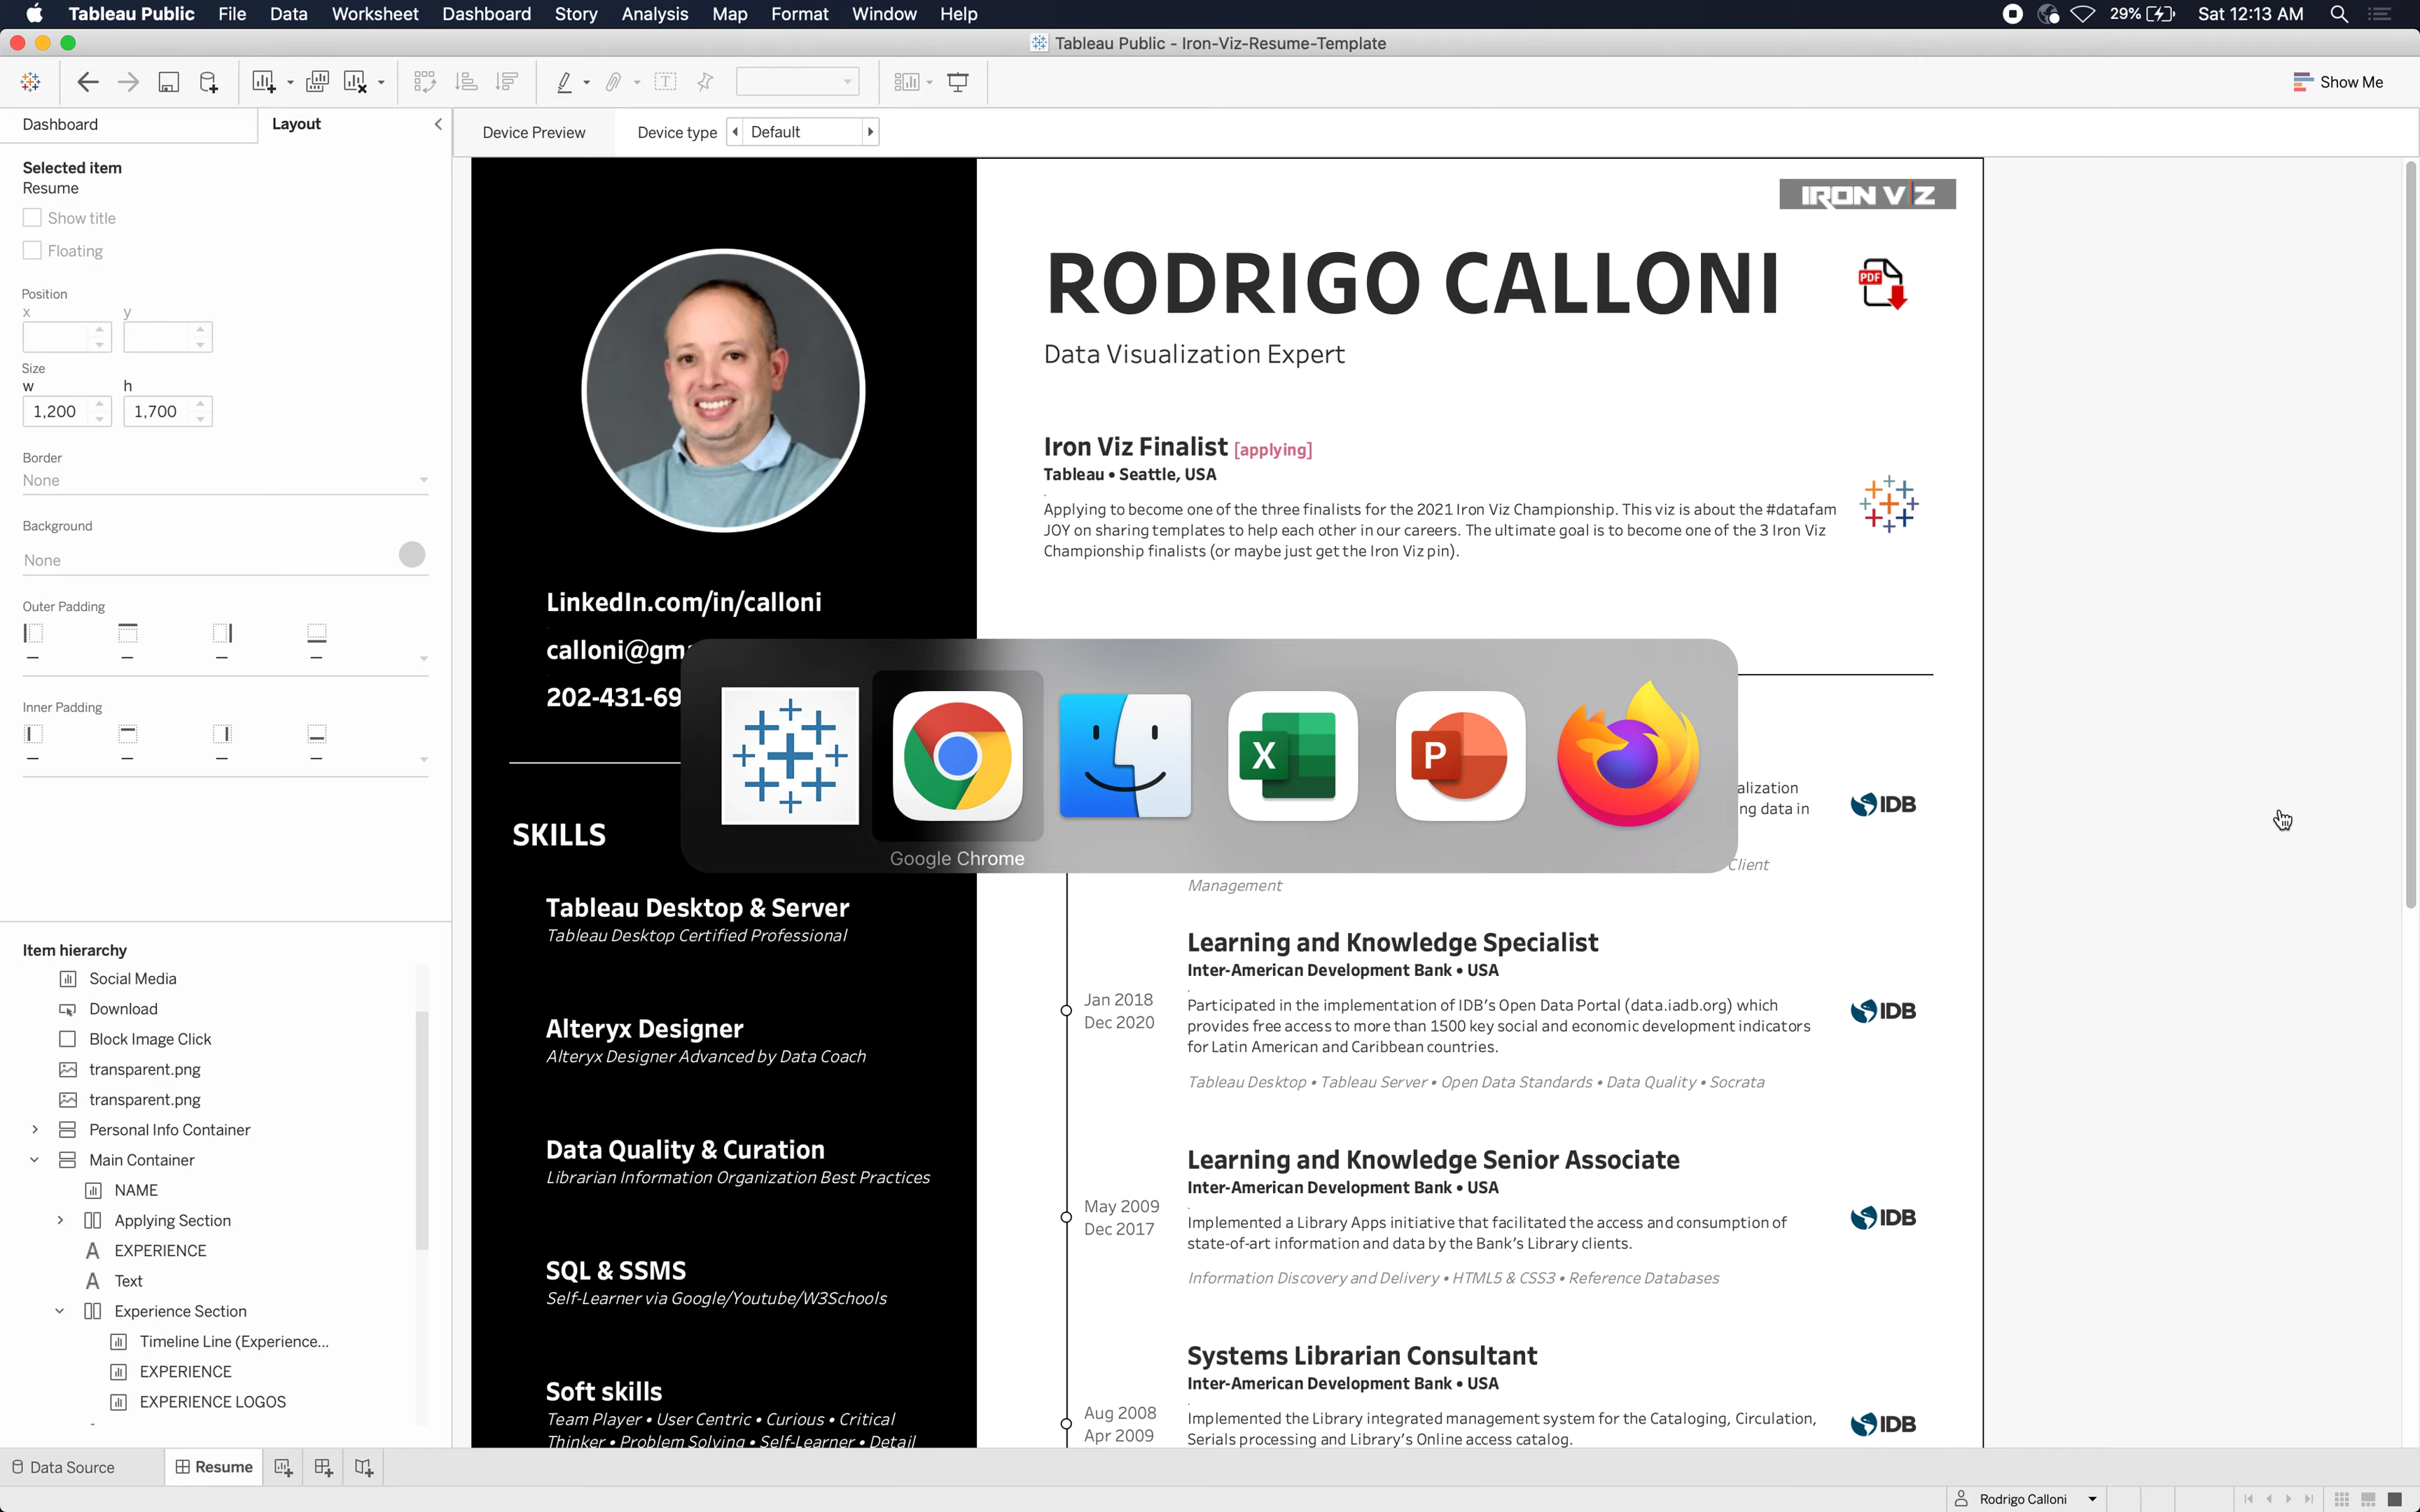 Tableau Public File Data Worksheet Dashboard Story Analysis Map Format Window Help
29% Sat 12:13 AM
Tableau Public - Iron-Viz-Resume-Template
Show Me
Dashboard Layout
Device Preview Device type Default
Selected item
Resume
Show title
Floating
Position
x y
Size
w h
1,200 1,700
Border
None
Background
None
Outer Padding
Inner Padding
Item hierarchy
Social Media
Download
Block Image Click
transparent.png
transparent.png
Personal Info Container
Main Container
NAME
Applying Section
A EXPERIENCE
A Text
Experience Section
Timeline Line (Experience...
EXPERIENCE
EXPERIENCE LOGOS
LinkedIn.com/in/calloni
calloni@gm
202-431-69
SKILLS
Tableau Desktop & Server
Tableau Desktop Certified Professional
Alteryx Designer
Alteryx Designer Advanced by Data Coach
Data Quality & Curation
Librarian Information Organization Best Practices
SQL & SSMS
Self-Learner via Google/Youtube/W3Schools
Soft skills
Team Player • User Centric • Curious • Critical
Thinker • Problem Solving • Self-Learner • Detail
IRON VIZ
RODRIGO CALLONI
PDF
Data Visualization Expert
Iron Viz Finalist [applying]
Tableau • Seattle, USA
Applying to become one of the three finalists for the 2021 Iron Viz Championship. This viz is about the #datafam
JOY on sharing templates to help each other in our careers. The ultimate goal is to become one of the 3 Iron Viz
Championship finalists (or maybe just get the Iron Viz pin).
X P
Google Chrome
alization
ng data in
IDB
Client
Management
Learning and Knowledge Specialist
Inter-American Development Bank • USA
Jan 2018
Dec 2020
Participated in the implementation of IDB's Open Data Portal (data.iadb.org) which
provides free access to more than 1500 key social and economic development indicators
for Latin American and Caribbean countries.
IDB
Tableau Desktop • Tableau Server • Open Data Standards • Data Quality • Socrata
Learning and Knowledge Senior Associate
Inter-American Development Bank • USA
May 2009
Dec 2017
Implemented a Library Apps initiative that facilitated the access and consumption of
state-of-art information and data by the Bank's Library clients.
IDB
Information Discovery and Delivery • HTML5 & CSS3 • Reference Databases
Systems Librarian Consultant
Inter-American Development Bank • USA
Aug 2008
Apr 2009
Implemented the Library integrated management system for the Cataloging, Circulation,
Serials processing and Library's Online access catalog.
IDB
Data Source Resume
Rodrigo Calloni